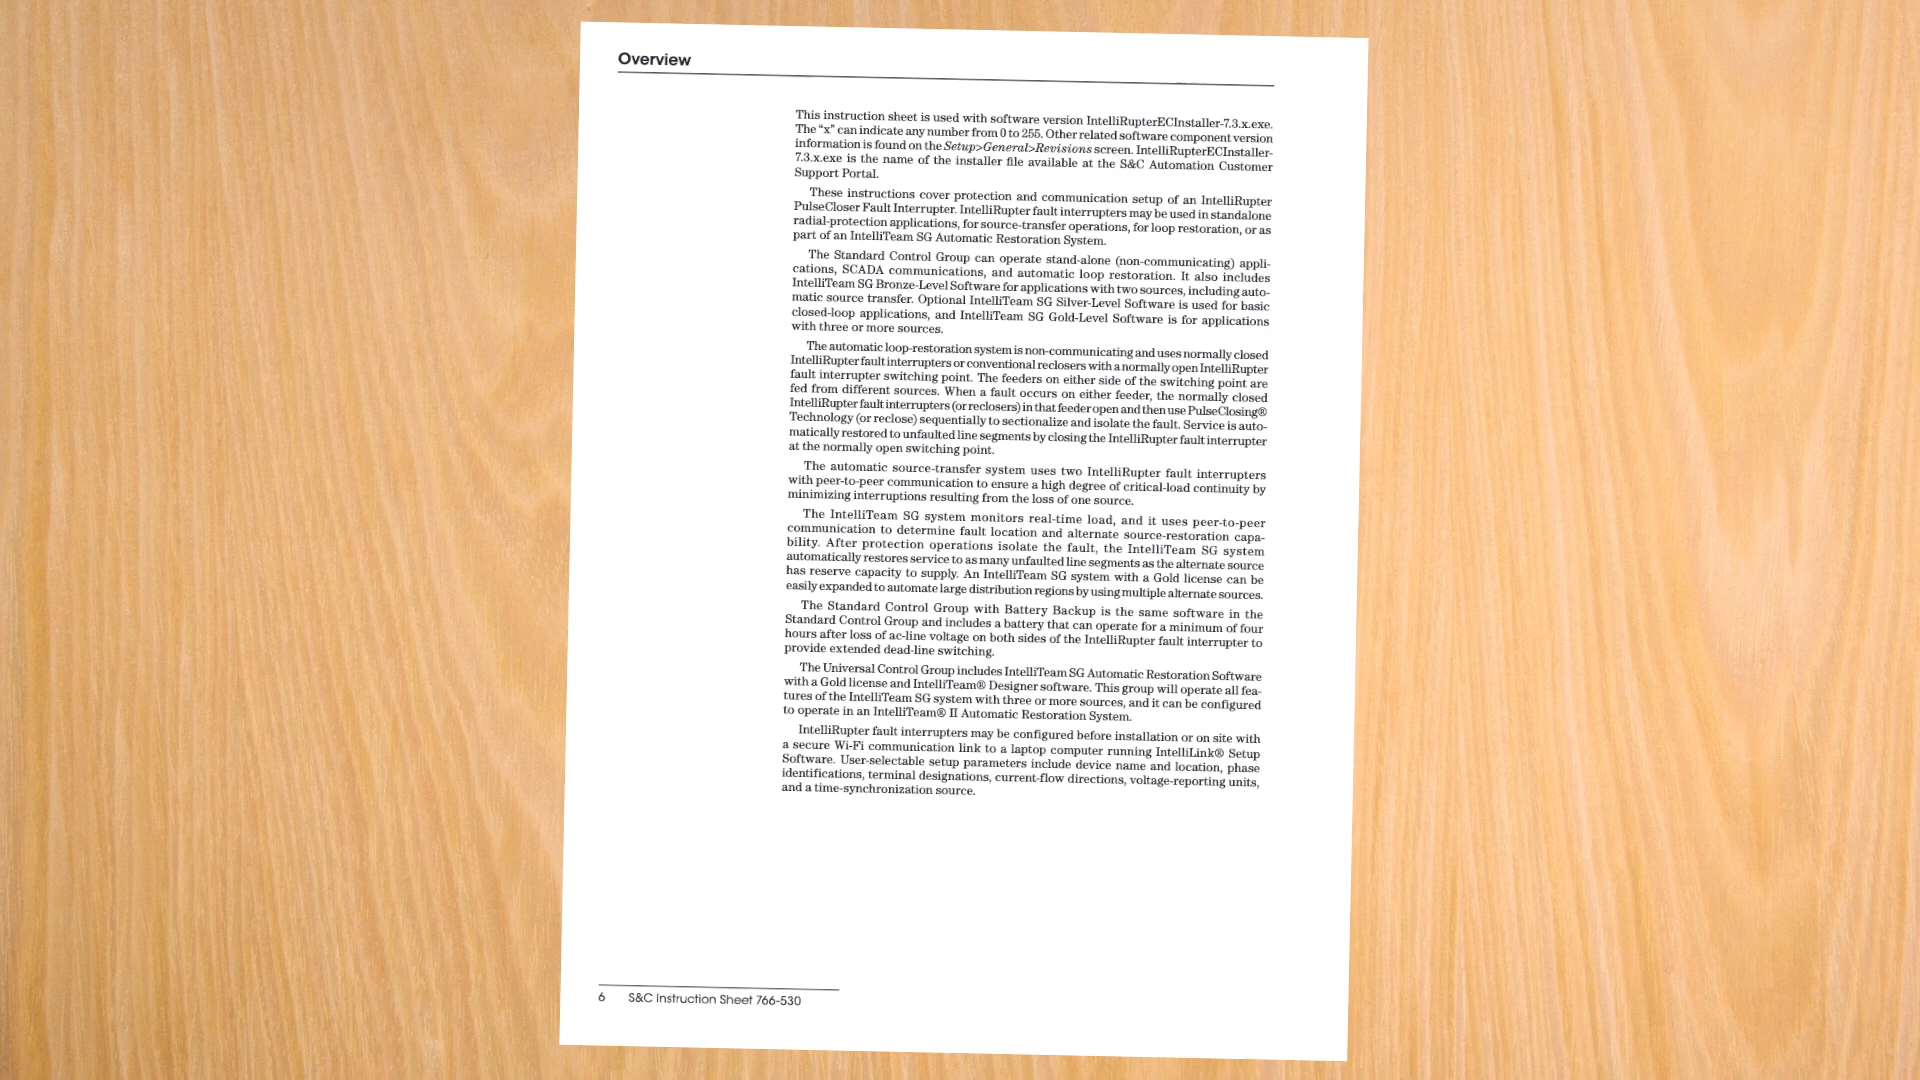 Overview
This instruction sheet is used with software version IntelliRupterECInstaller-7.3.x.exe.
The “x” can indicate any number from 0 to 255. Other related software component version
information is found on the Setup>General>Revisions screen. IntelliRupterECInstaller-
7.3.x.exe is the name of the installer file available at the S&C Automation Customer
Support Portal.
These instructions cover protection and communication setup of an IntelliRupter
PulseCloser Fault Interrupter. IntelliRupter fault interrupters may be used in standalone
radial-protection applications, for source-transfer operations, for loop restoration, or as
part of an IntelliTeam SG Automatic Restoration System.
The Standard Control Group can operate stand-alone (non-communicating) appli-
cations, SCADA communications, and automatic loop restoration. It also includes
IntelliTeam SG Bronze-Level Software for applications with two sources, including auto-
matic source transfer. Optional IntelliTeam SG Silver-Level Software is used for basic
closed-loop applications, and IntelliTeam SG Gold-Level Software is for applications
with three or more sources.
The automatic loop-restoration system is non-communicating and uses normally closed
IntelliRupter fault interrupters or conventional reclosers with a normally open IntelliRupter
fault interrupter switching point. The feeders on either side of the switching point are
fed from different sources. When a fault occurs on either feeder, the normally closed
IntelliRupter fault interrupters (or reclosers) in that feeder open and then use PulseClosing®
Technology (or reclose) sequentially to sectionalize and isolate the fault. Service is auto-
matically restored to unfaulted line segments by closing the IntelliRupter fault interrupter
at the normally open switching point.
The automatic source-transfer system uses two IntelliRupter fault interrupters
with peer-to-peer communication to ensure a high degree of critical-load continuity by
minimizing interruptions resulting from the loss of one source.
The IntelliTeam SG system monitors real-time load, and it uses peer-to-peer
communication to determine fault location and alternate source-restoration capa-
bility. After protection operations isolate the fault, the IntelliTeam SG system
automatically restores service to as many unfaulted line segments as the alternate source
has reserve capacity to supply. An IntelliTeam SG system with a Gold license can be
easily expanded to automate large distribution regions by using multiple alternate sources.
The Standard Control Group with Battery Backup is the same software in the
Standard Control Group and includes a battery that can operate for a minimum of four
hours after loss of ac-line voltage on both sides of the IntelliRupter fault interrupter to
provide extended dead-line switching.
The Universal Control Group includes IntelliTeam SG Automatic Restoration Software
with a Gold license and IntelliTeam® Designer software. This group will operate all fea-
tures of the IntelliTeam SG system with three or more sources, and it can be configured
to operate in an IntelliTeam® II Automatic Restoration System.
IntelliRupter fault interrupters may be configured before installation or on site with
a secure Wi-Fi communication link to a laptop computer running IntelliLink® Setup
Software. User-selectable setup parameters include device name and location, phase
identifications, terminal designations, current-flow directions, voltage-reporting units,
and a time-synchronization source.
6 S&C Instruction Sheet 766-530